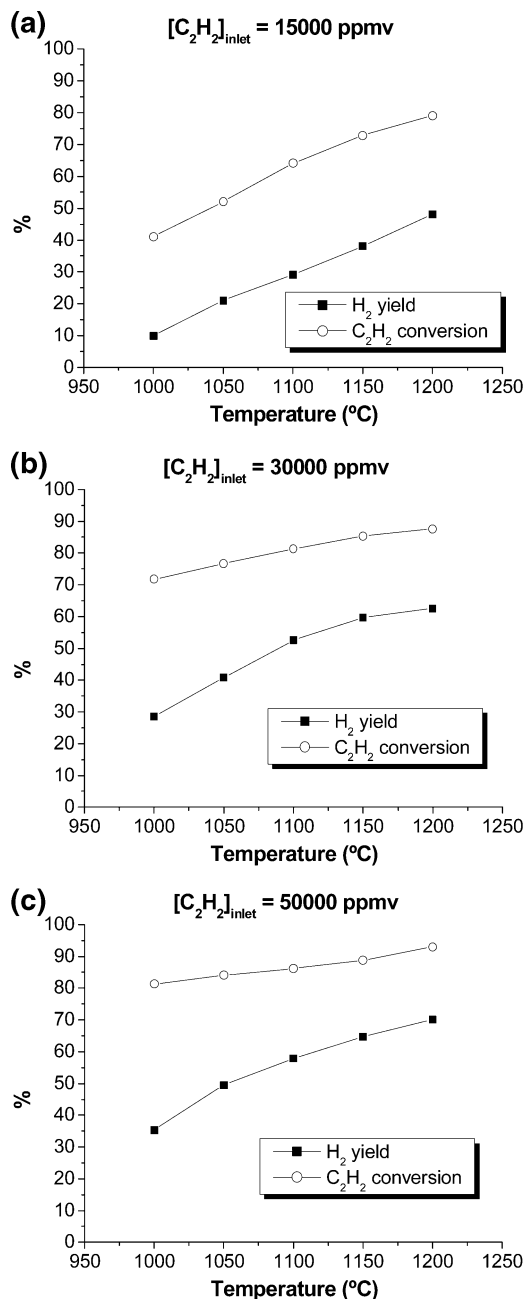 (a)
[C₂H₂]inlet = 15000 ppmv
100
90
80
70
60
50
40
30
20
10
0
%
H₂ yield
C₂H₂ conversion
950 1000 1050 1100 1150 1200 1250
Temperature (ºC)
(b)
[C₂H₂]inlet = 30000 ppmv
100
90
80
70
60
50
40
30
20
10
0
%
H₂ yield
C₂H₂ conversion
950 1000 1050 1100 1150 1200 1250
Temperature (ºC)
(c)
[C₂H₂]inlet = 50000 ppmv
100
90
80
70
60
50
40
30
20
10
0
%
H₂ yield
C₂H₂ conversion
950 1000 1050 1100 1150 1200 1250
Temperature (ºC)